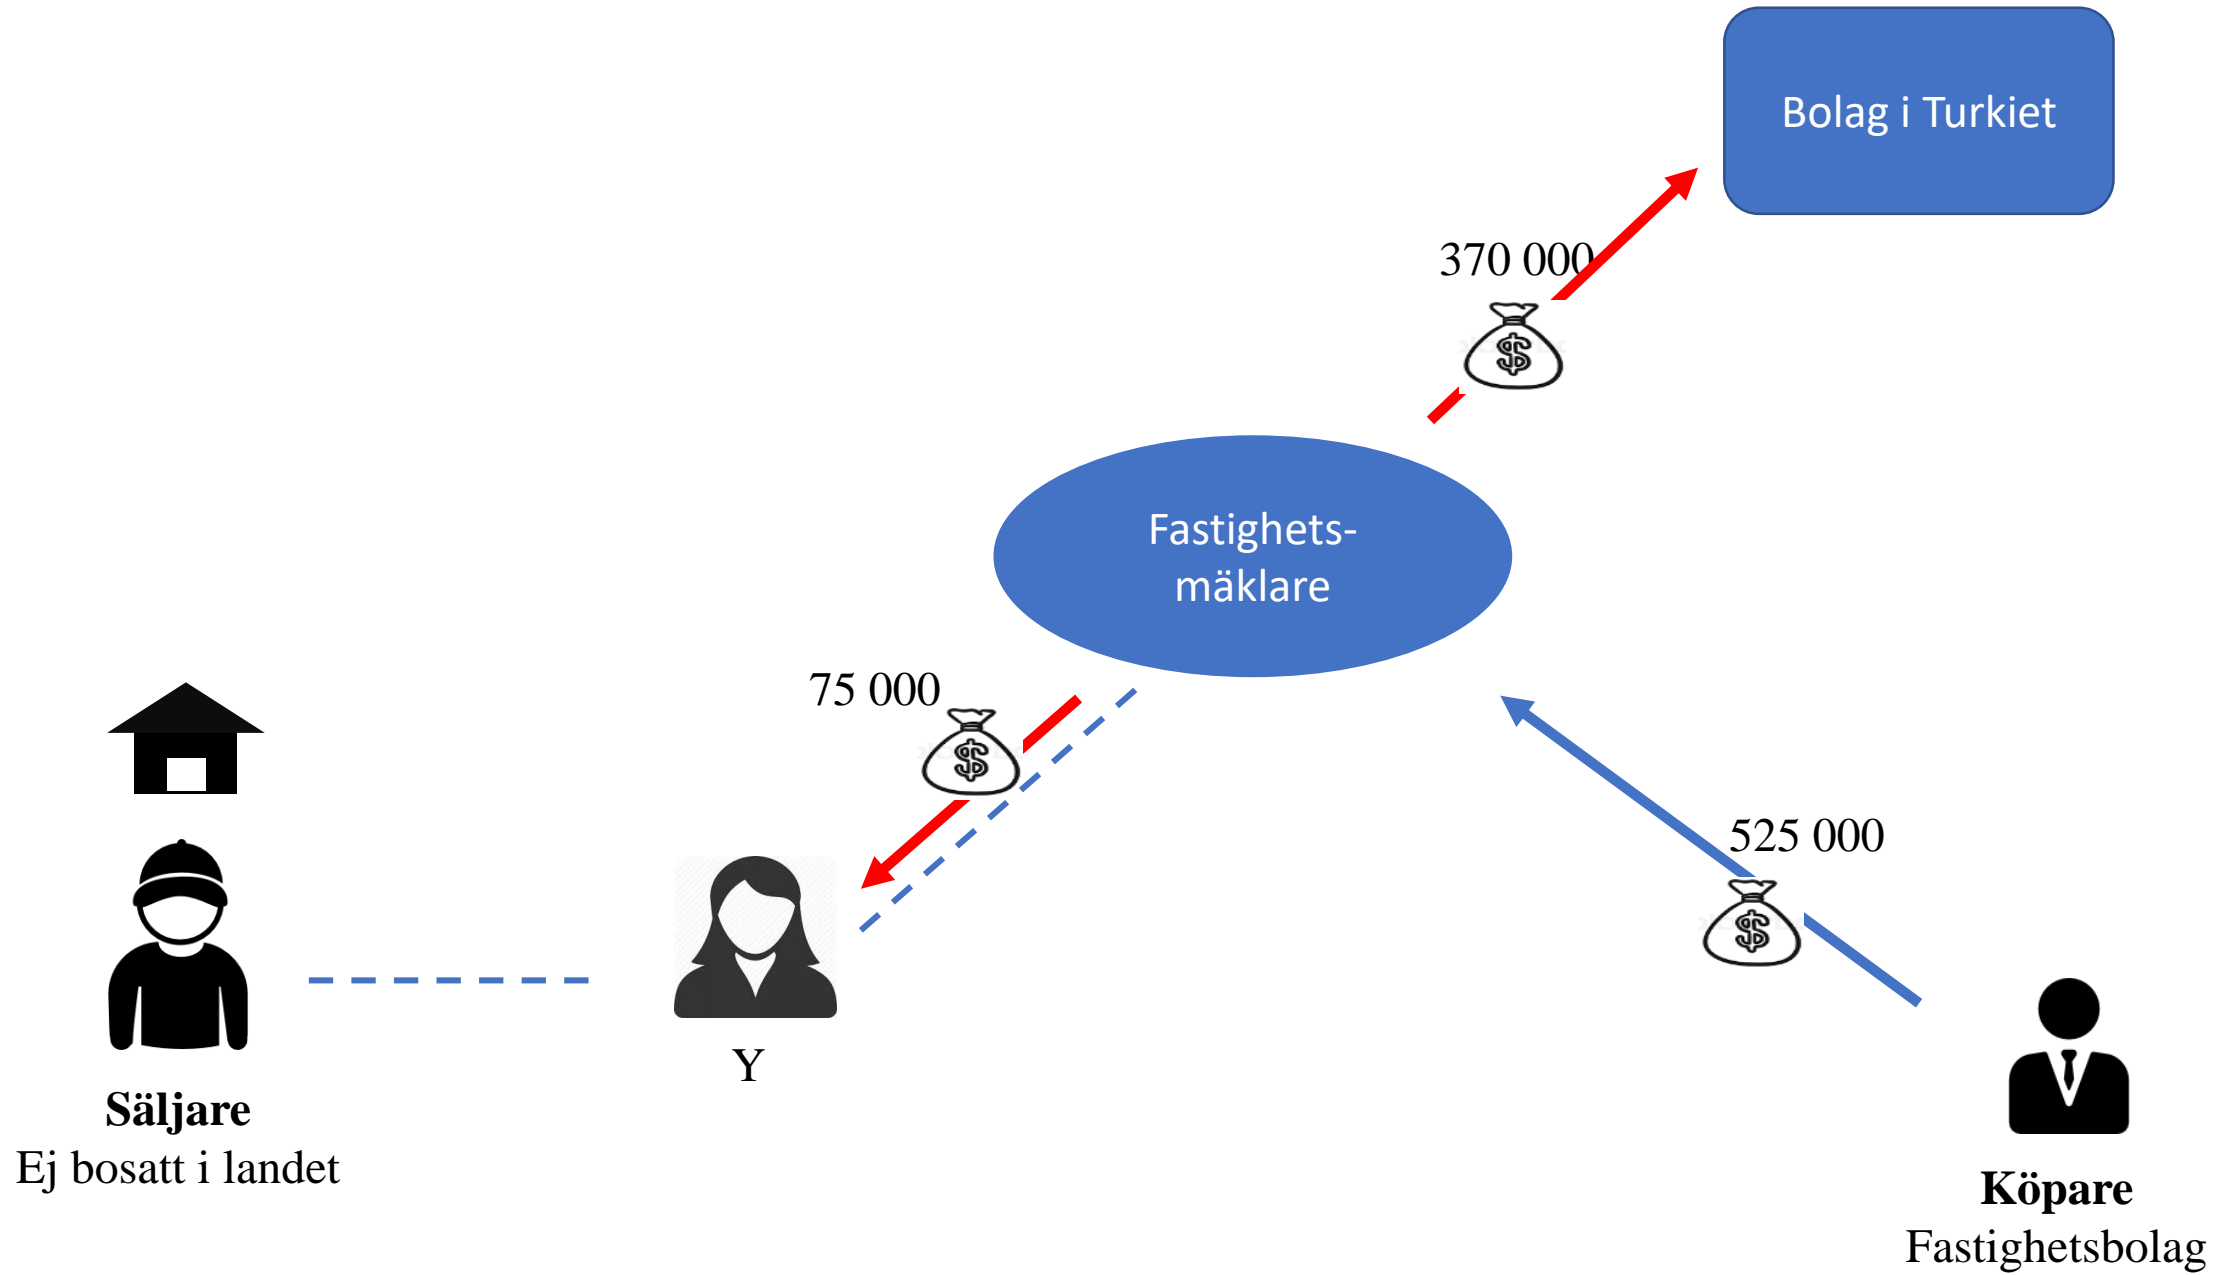 Bolag i Turkiet
370 000
Fastighets-
mäklare
75 000
525 000
Y
Säljare
Ej bosatt i landet
Köpare
Fastighetsbolag